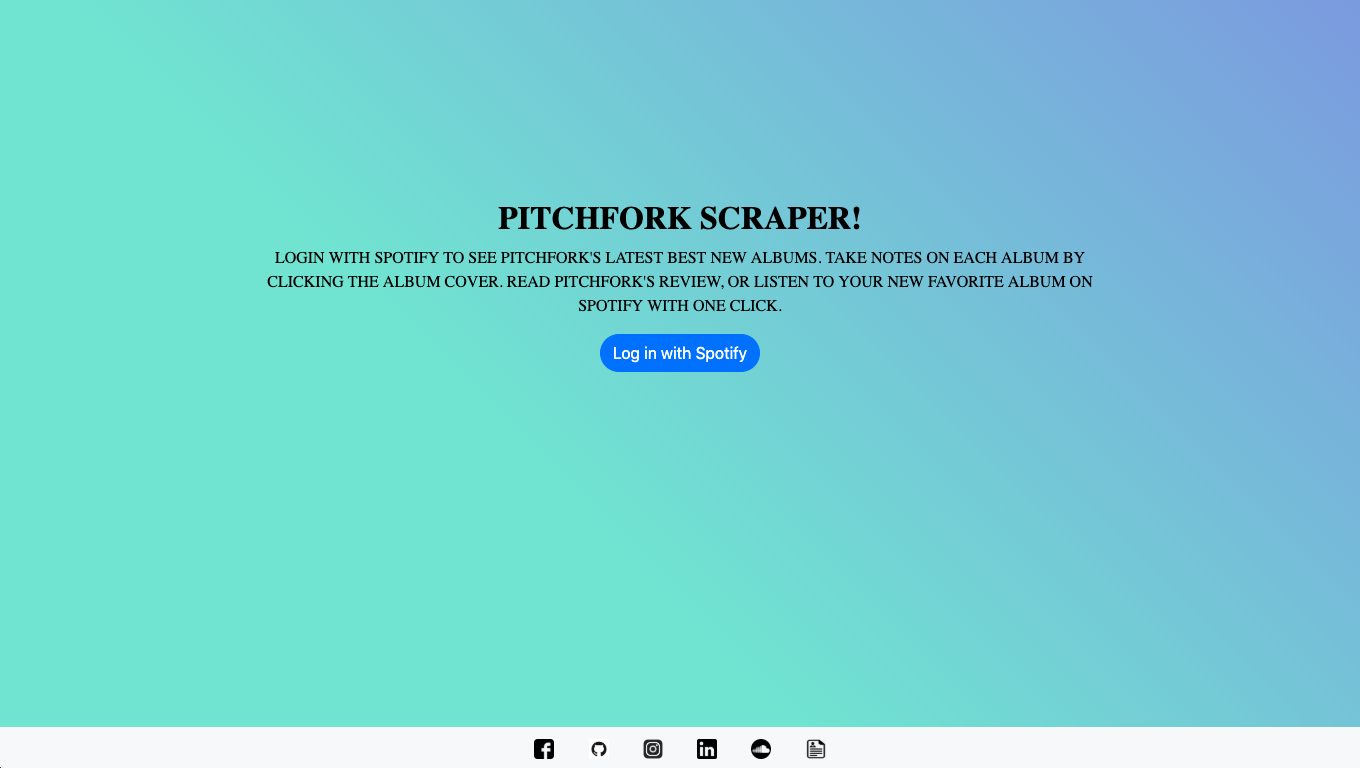 PITCHFORK SCRAPER!
LOGIN WITH SPOTIFY TO SEE PITCHFORK'S LATEST BEST NEW ALBUMS. TAKE NOTES ON EACH ALBUM BY
CLICKING THE ALBUM COVER. READ PITCHFORK'S REVIEW, OR LISTEN TO YOUR NEW FAVORITE ALBUM ON
SPOTIFY WITH ONE CLICK.
Log in with Spotify